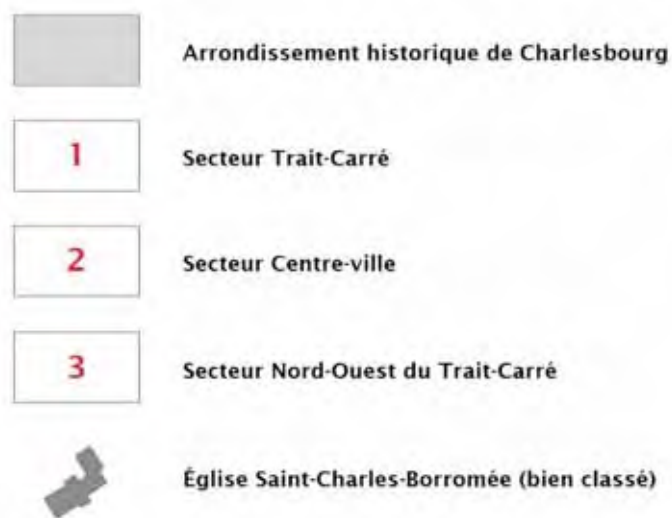 Arrondissement historique de Charlesbourg
1 Secteur Trait-Carré
2 Secteur Centre-ville
3 Secteur Nord-Ouest du Trait-Carré
Église Saint-Charles-Borromée (bien classé)